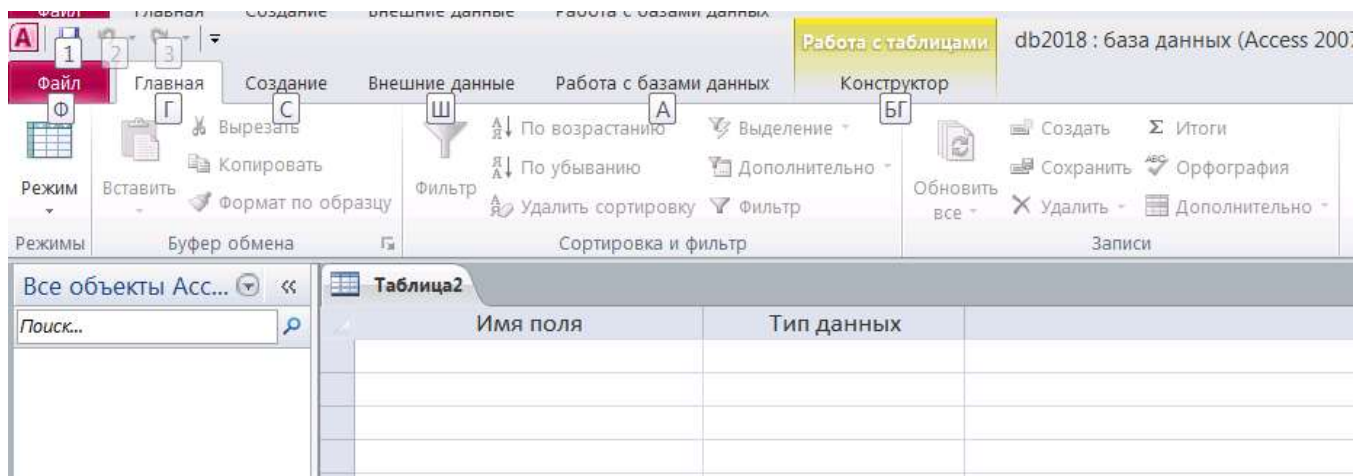 Файл Главная Создание Внешние данные Работа с базами данных
1 2 3 Работа с таблицами db2018 : база данных (Access 2007
Файл Главная Создание Внешние данные Работа с базами данных Конструктор
Ф Г С Ш А БГ
Вырезать По возрастанию Выделение Создать Σ Итоги
Копировать По убыванию Дополнительно Сохранить Орфография
Режим Вставить Формат по образцу Фильтр Удалить сортировку Фильтр Обновить все Удалить Дополнительно
Режимы Буфер обмена Сортировка и фильтр Записи
Все объекты Acc... « Таблица2
Поиск... Имя поля Тип данных